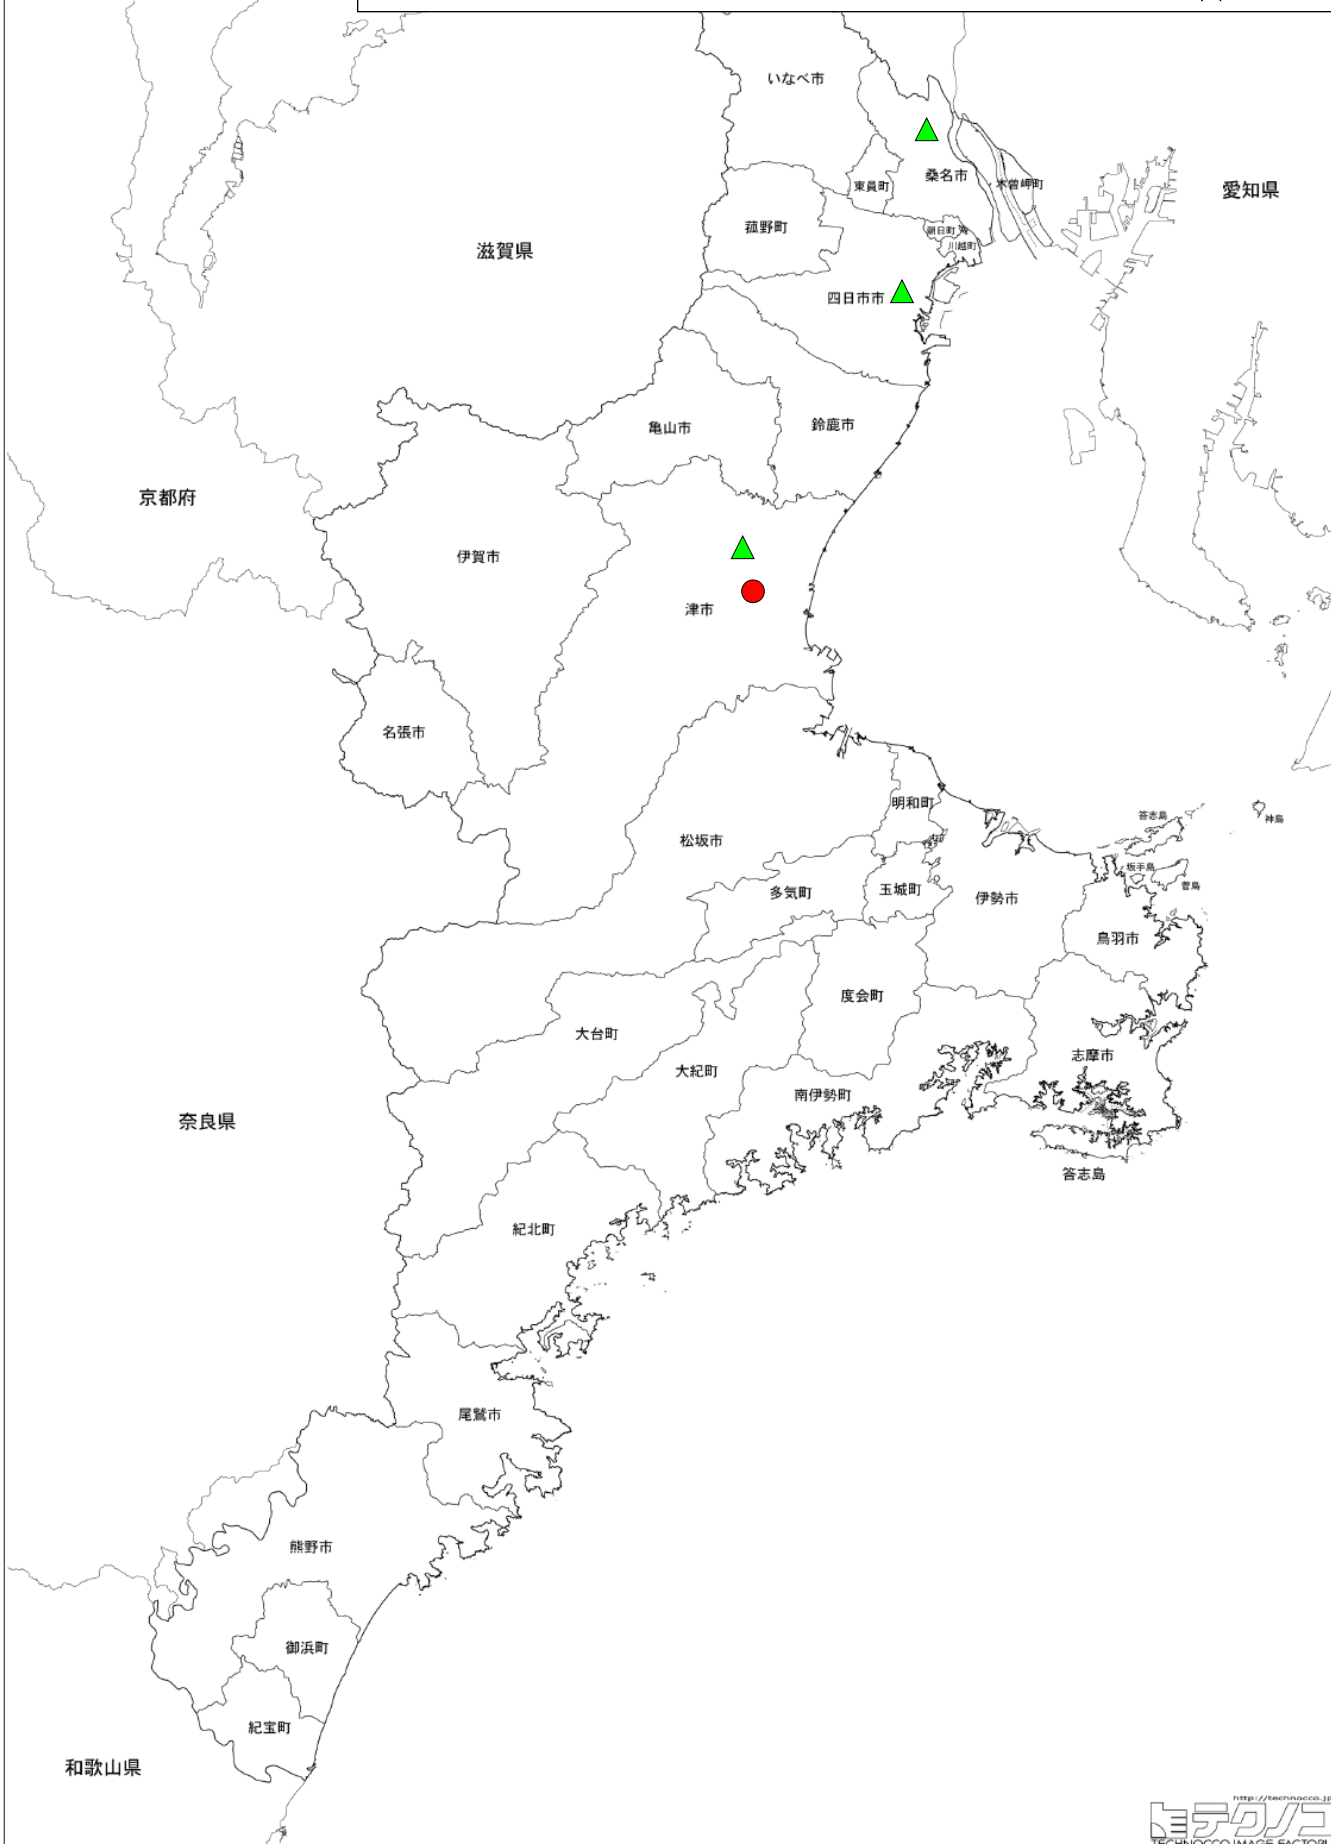 いなべ市
東員町
桑名市
木曽岬町
愛知県
菰野町
朝日町
川越町
滋賀県
四日市市
亀山市
鈴鹿市
京都府
伊賀市
津市
名張市
明和町
答志島
神島
松坂市
坂手島
菅島
多気町
玉城町
伊勢市
鳥羽市
度会町
大台町
志摩市
大紀町
南伊勢町
奈良県
答志島
紀北町
尾鷲市
熊野市
御浜町
紀宝町
和歌山県
http://technocco.jp
テクノコ
TECHNOCCO IMAGE FACTORY